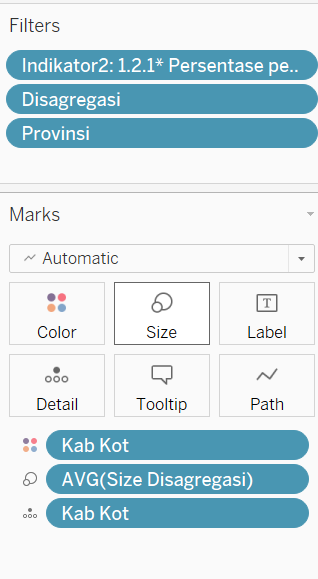 Filters
Indikator2: 1.2.1* Persentase pe..
Disagregasi
Provinsi
Marks
Automatic
Color Size Label
Detail Tooltip Path
Kab Kot
AVG(Size Disagregasi)
Kab Kot